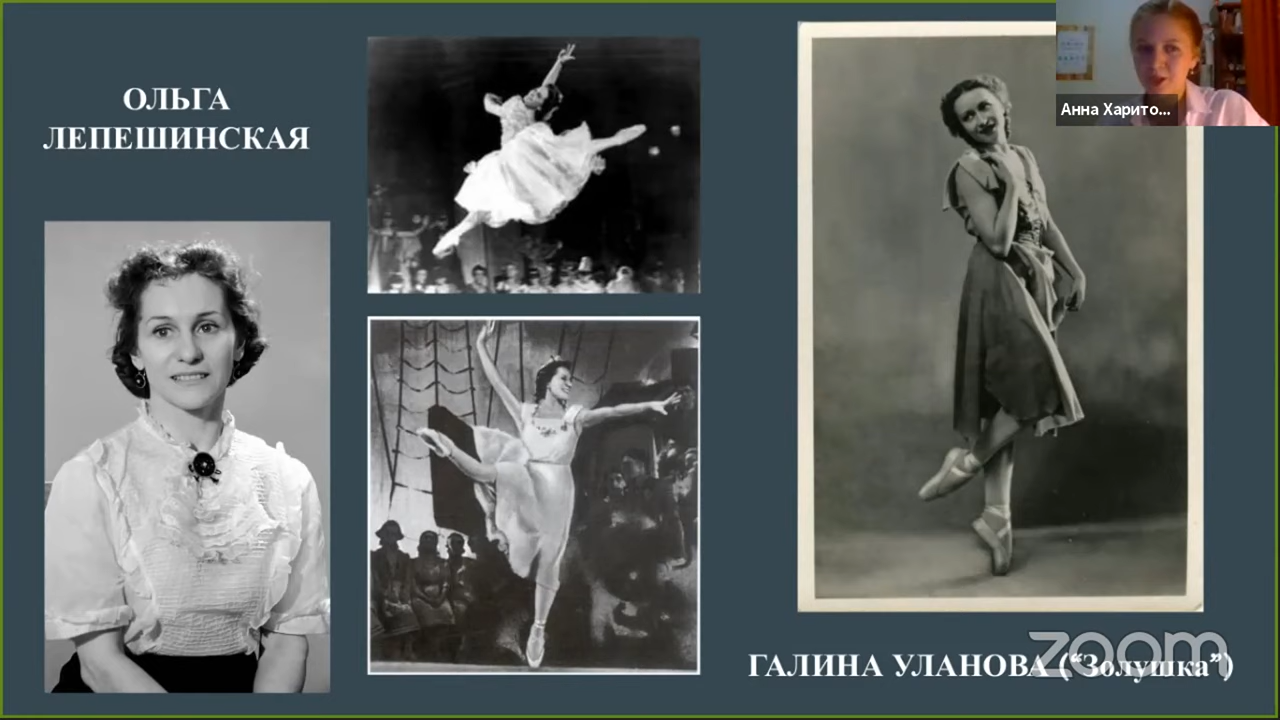 ОЛЬГА
ЛЕПЕШИНСКАЯ
Анна Харито...
zoom
ГАЛИНА УЛАНОВА (“Золушка”)